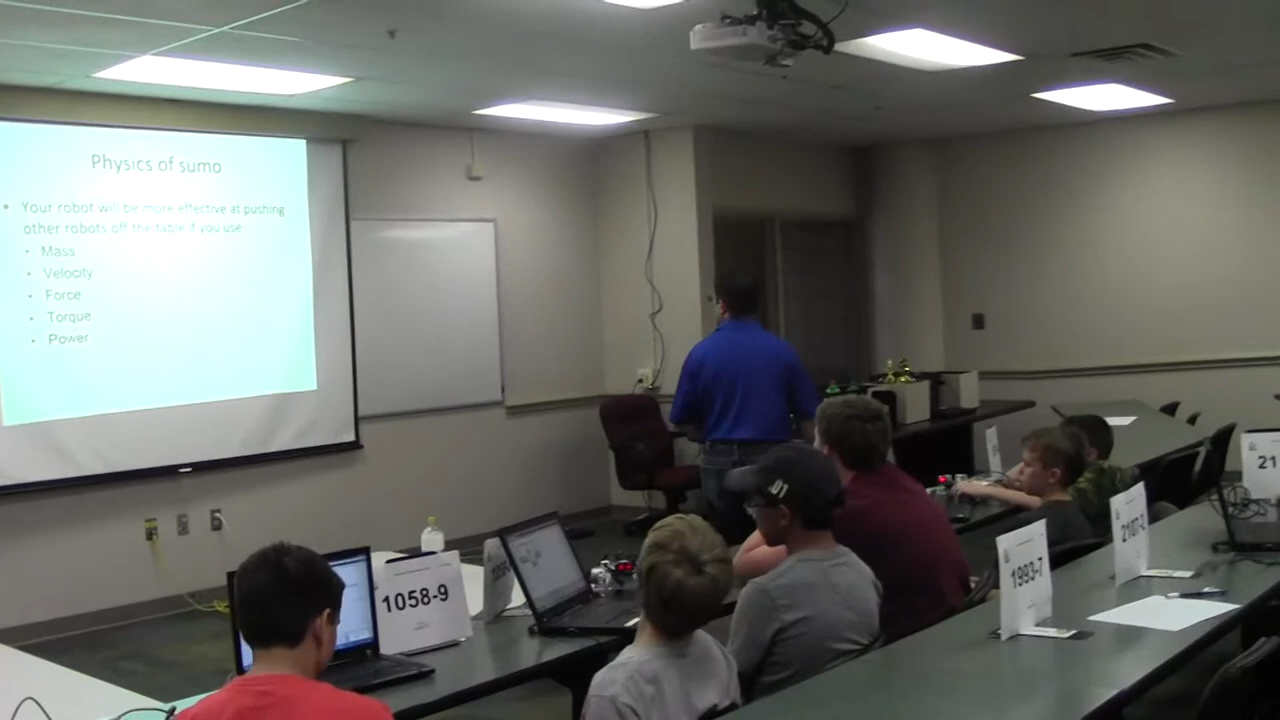 Physics of sumo
• Your robot will be more effective at pushing
other robots off the table if you use
• Mass
• Velocity
• Force
• Torque
• Power
1058-9
1993-7
2107-2
21